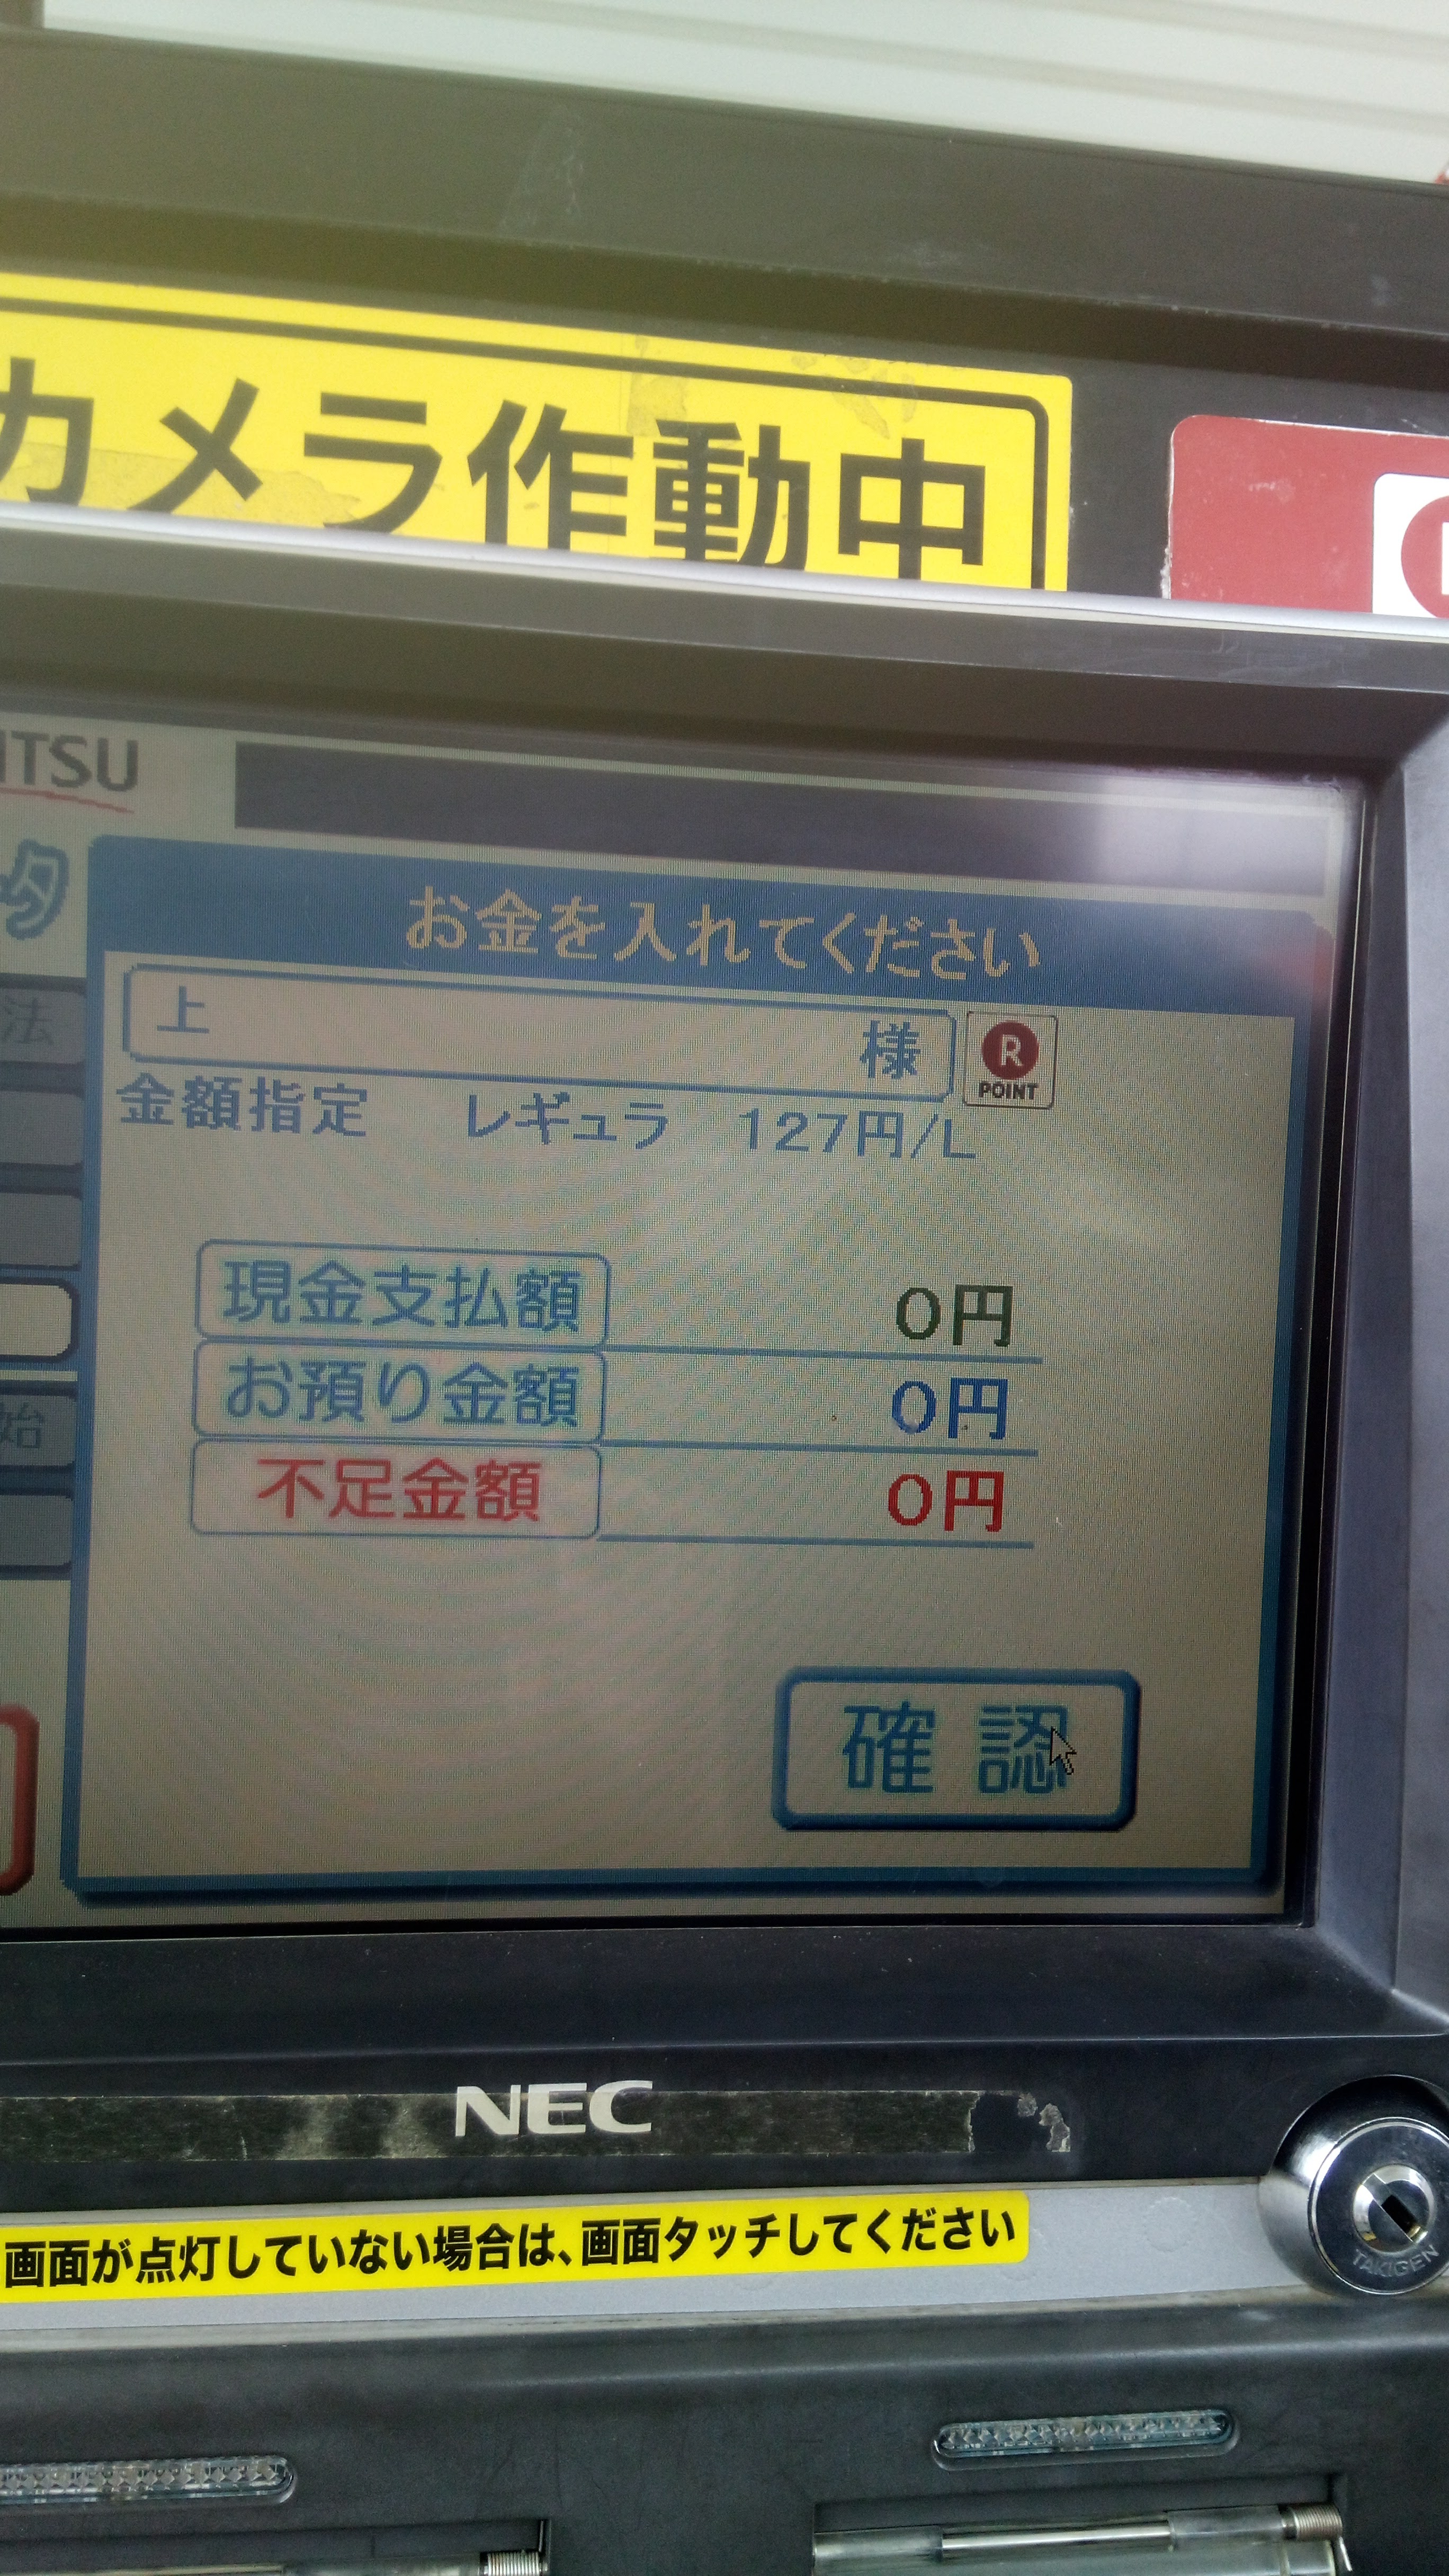 カメラ作動中
ITSU
お金を入れてください
上 様
R
POINT
法
金額指定 レギュラ 127円/L
現金支払額 0円
お預り金額 0円
始
不足金額 0円
確認
NEC
画面が点灯していない場合は、画面タッチしてください
TAKIGEN